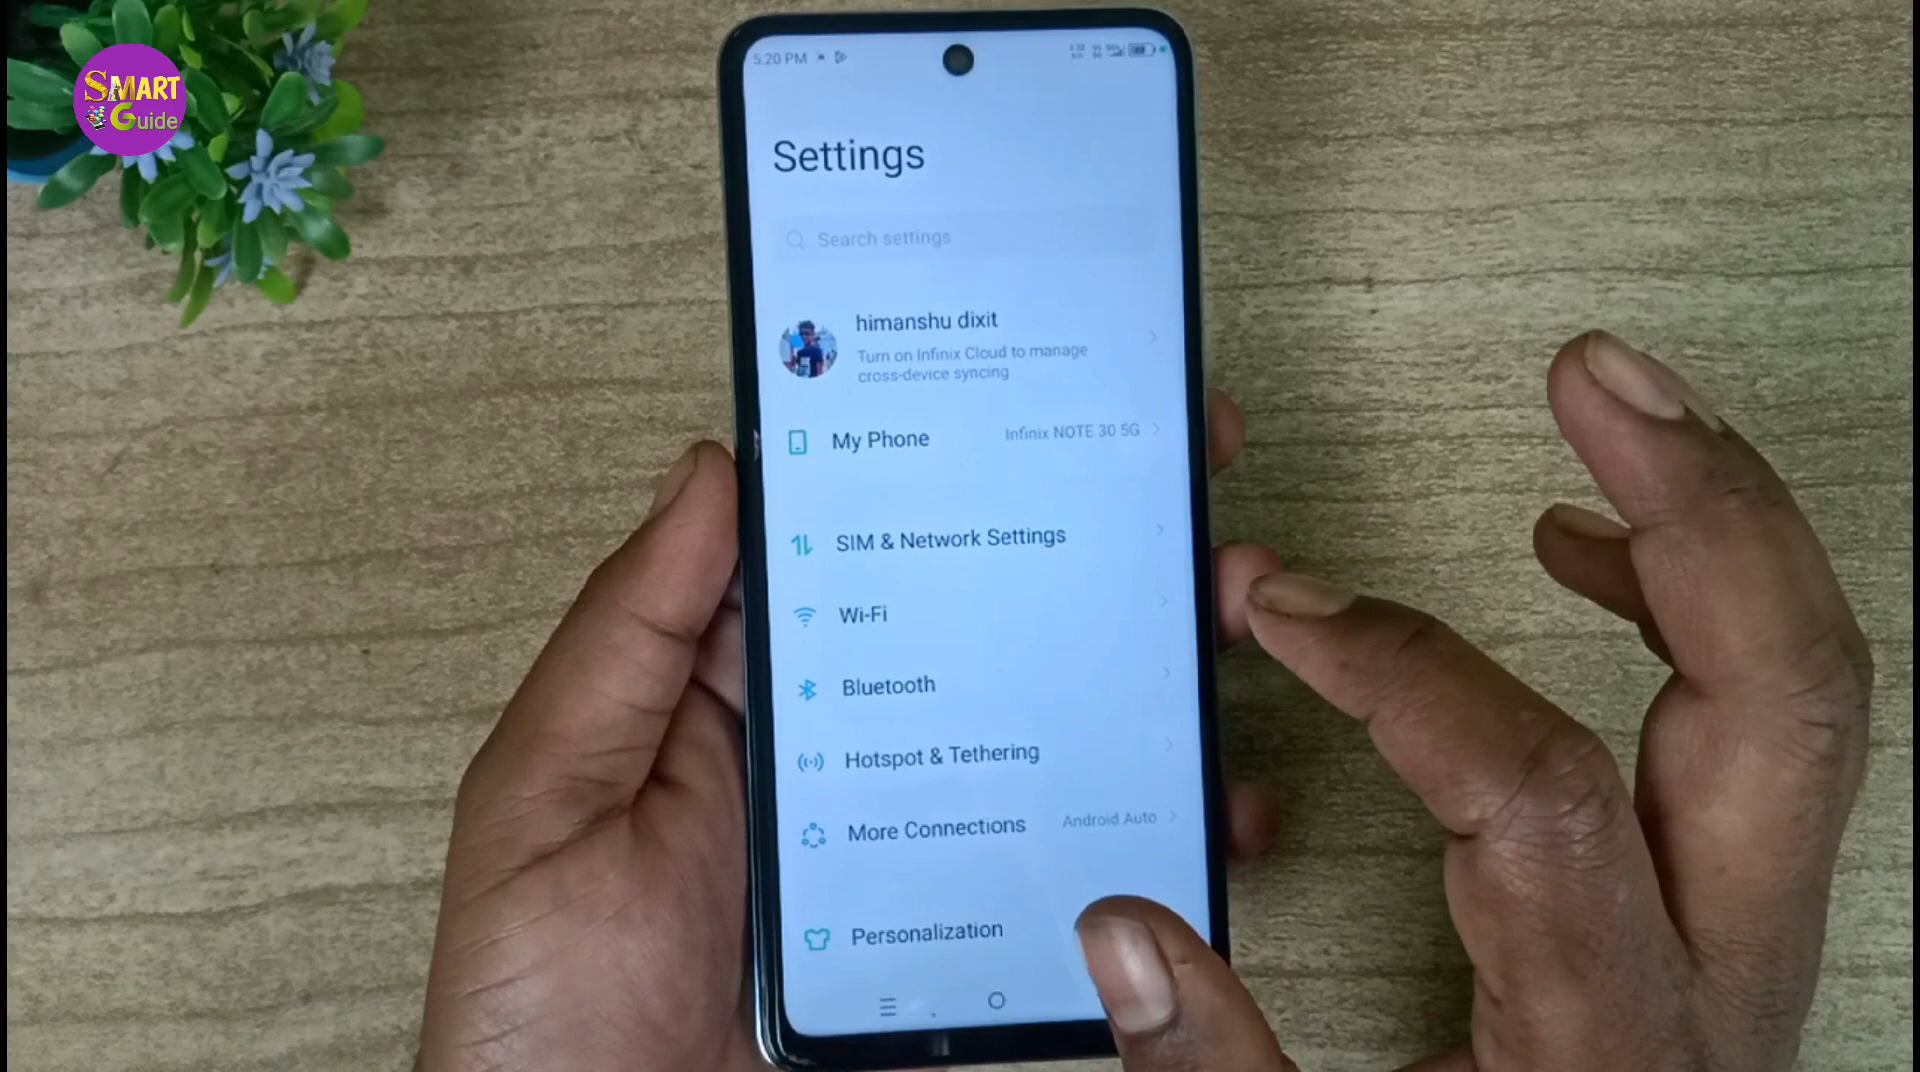 SMART
Guide
5:20 PM
Settings
Search settings
himanshu dixit
Turn on Infinix Cloud to manage
cross-device syncing
My Phone
Infinix NOTE 30 5G
SIM & Network Settings
Wi-Fi
Bluetooth
Hotspot & Tethering
More Connections
Android Auto
Personalization